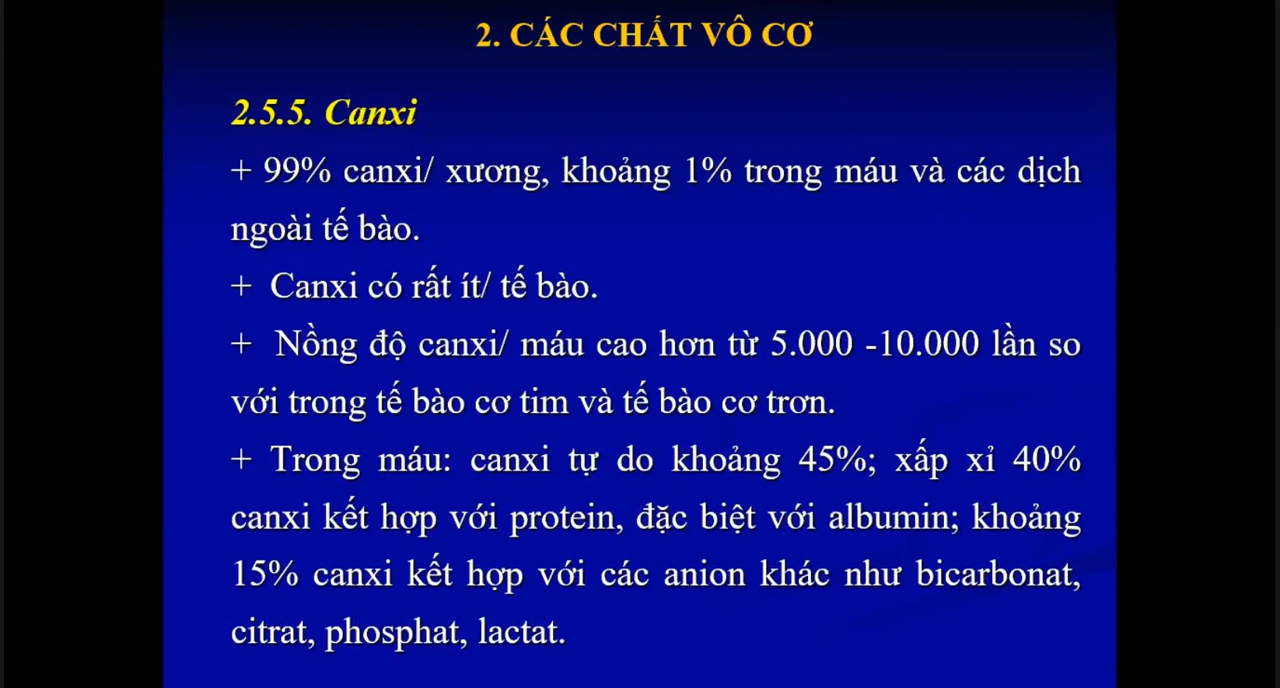 2. CÁC CHẤT VÔ CƠ
2.5.5. Canxi
+ 99% canxi/ xương, khoảng 1% trong máu và các dịch
ngoài tế bào.
+ Canxi có rất ít/ tế bào.
+ Nồng độ canxi/ máu cao hơn từ 5.000 -10.000 lần so
với trong tế bào cơ tim và tế bào cơ trơn.
+ Trong máu: canxi tự do khoảng 45%; xấp xỉ 40%
canxi kết hợp với protein, đặc biệt với albumin; khoảng
15% canxi kết hợp với các anion khác như bicarbonat,
citrat, phosphat, lactat.